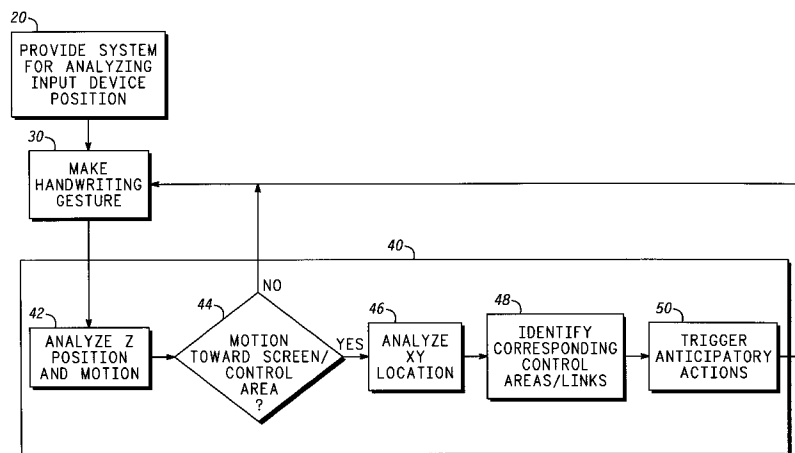 20
PROVIDE SYSTEM
FOR ANALYZING
INPUT DEVICE
POSITION
30
MAKE
HANDWRITING
GESTURE
40
42
ANALYZE Z
POSITION
AND MOTION
44
NO
MOTION
TOWARD SCREEN/
CONTROL
AREA
?
YES
46
ANALYZE
XY
LOCATION
48
IDENTIFY
CORRESPONDING
CONTROL
AREAS/LINKS
50
TRIGGER
ANTICIPATORY
ACTIONS